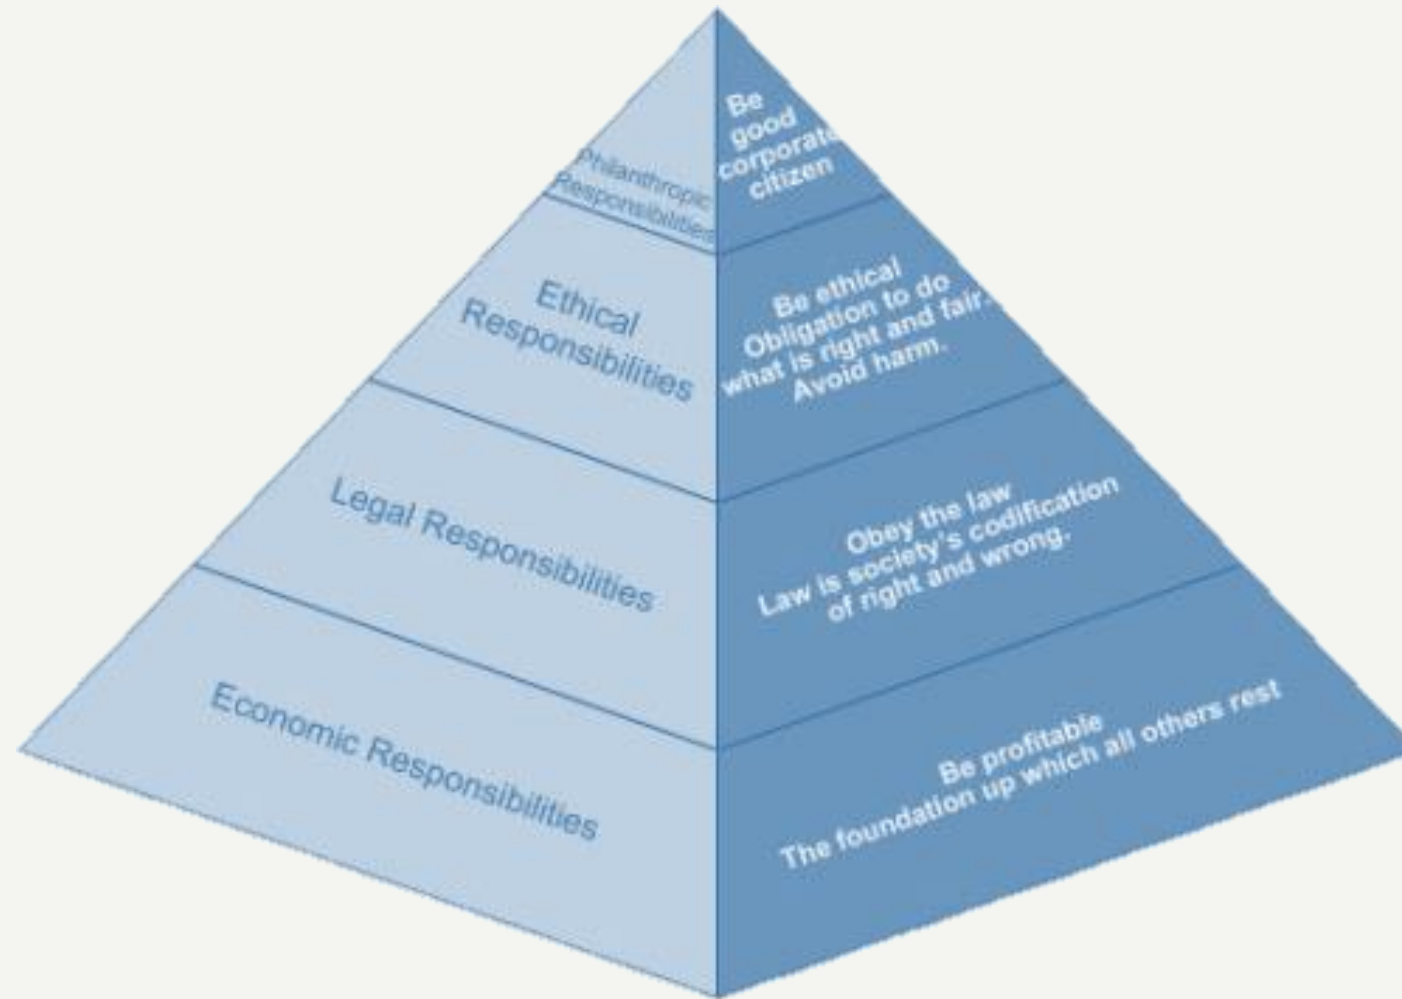 Philanthropic
Responsibilities
Be
good
corporate
citizen
Ethical
Responsibilities
Be ethical
Obligation to do
what is right and fair.
Avoid harm.
Legal Responsibilities
Obey the law
Law is society's codification
of right and wrong.
Economic Responsibilities
Be profitable
The foundation up which all others rest